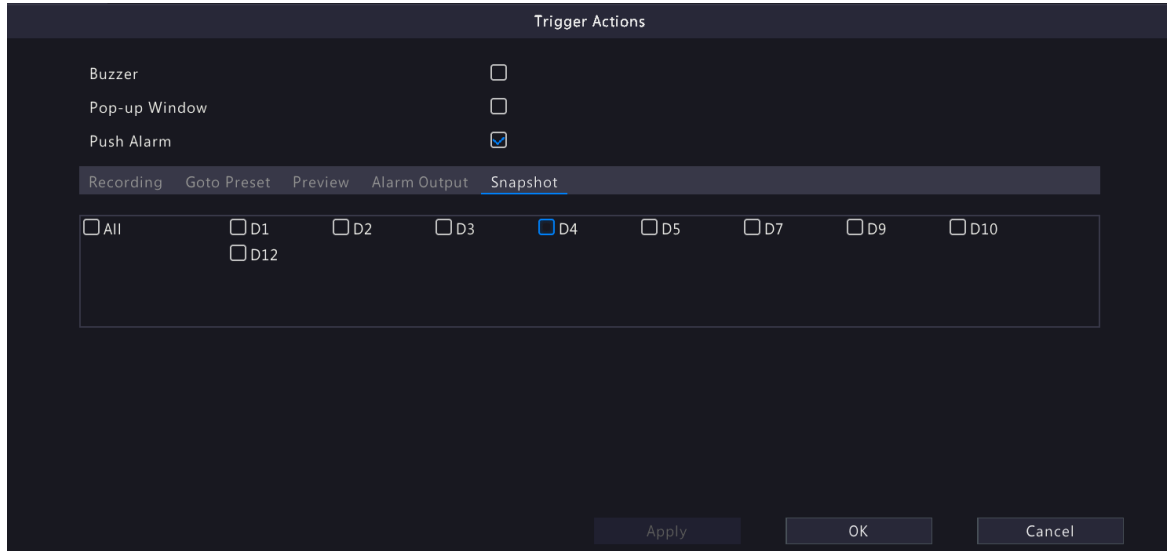 Trigger Actions
Buzzer
Pop-up Window
Push Alarm
Recording Goto Preset Preview Alarm Output Snapshot
All D1 D2 D3 D4 D5 D7 D9 D10
D12
Apply OK Cancel